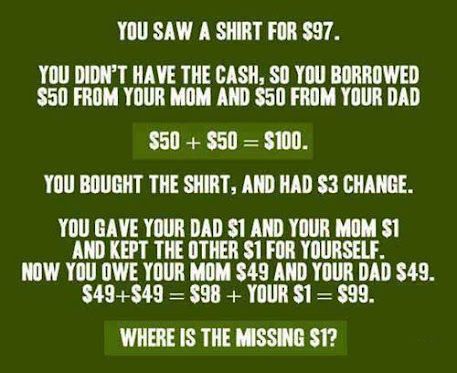 YOU SAW A SHIRT FOR $97.
YOU DIDN'T HAVE THE CASH, SO YOU BORROWED
$50 FROM YOUR MOM AND $50 FROM YOUR DAD
$50 + $50 = $100.
YOU BOUGHT THE SHIRT, AND HAD $3 CHANGE.
YOU GAVE YOUR DAD $1 AND YOUR MOM $1
AND KEPT THE OTHER $1 FOR YOURSELF.
NOW YOU OWE YOUR MOM $49 AND YOUR DAD $49.
$49+$49 = $98 + YOUR $1 = $99.
WHERE IS THE MISSING $1?